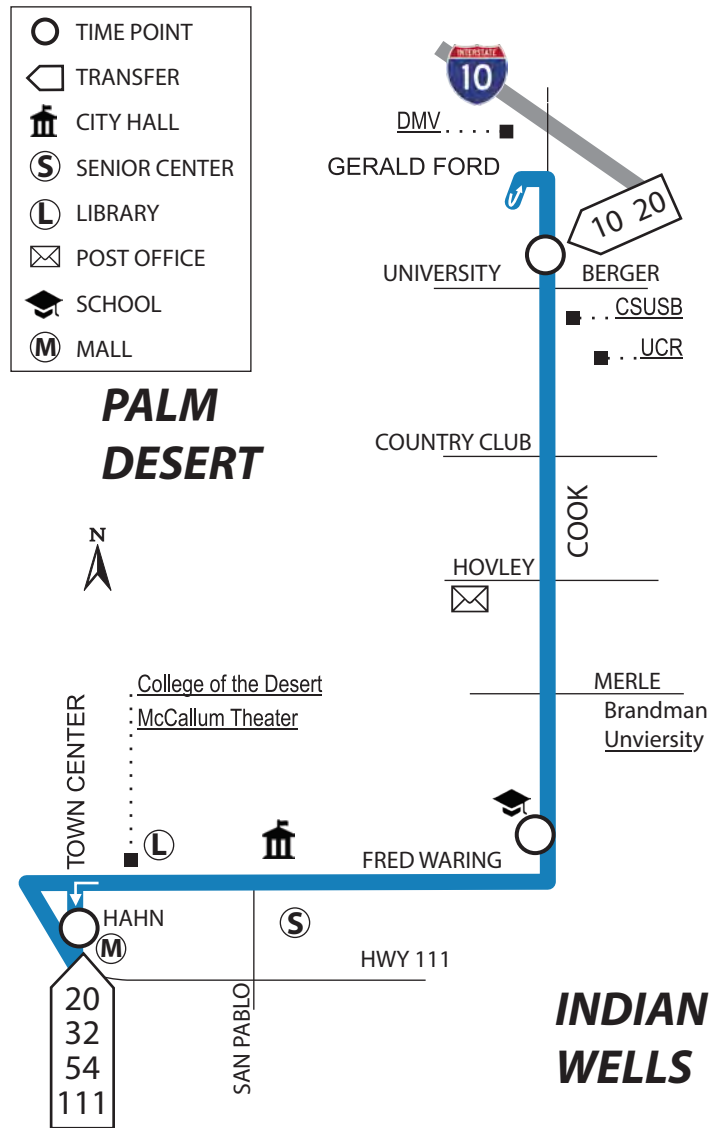 TIME POINT
TRANSFER
CITY HALL
S SENIOR CENTER
L LIBRARY
POST OFFICE
SCHOOL
M MALL
INTERSTATE
10
DMV
GERALD FORD
10 20
UNIVERSITY
BERGER
CSUSB
UCR
PALM
DESERT
COUNTRY CLUB
COOK
N
HOVLEY
MERLE
Brandman
Unviersity
College of the Desert
McCallum Theater
TOWN CENTER
L
FRED WARING
HAHN
M
S
HWY 111
SAN PABLO
20
32
54
111
INDIAN
WELLS